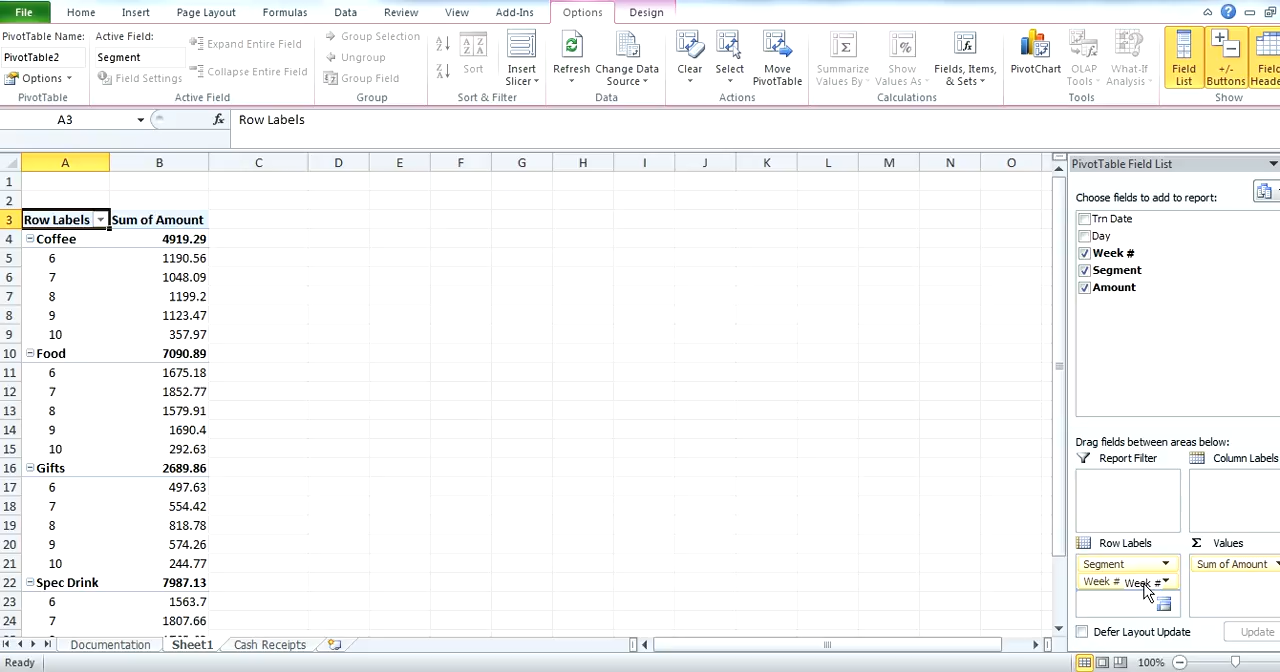 File Home Insert Page Layout Formulas Data Review View Add-Ins Options Design
PivotTable Name: Active Field:
PivotTable2 Segment
Options Field Settings
Expand Entire Field
Collapse Entire Field
Group Selection
Ungroup
Group Field
Sort
Insert Slicer
Refresh Change Data Source
Clear Select Move PivotTable
Summarize Values By Show Values As Fields, Items, & Sets
PivotChart OLAP Tools What-If Analysis
Field List +/- Buttons Field
PivotTable Active Field Group Sort & Filter Data Actions Calculations Tools Show
A3 fx Row Labels
A B C D E F G H I J K L M N O
1
2
3 Row Labels Sum of Amount
4 Coffee 4919.29
5 6 1190.56
6 7 1048.09
7 8 1199.2
8 9 1123.47
9 10 357.97
10 Food 7090.89
11 6 1675.18
12 7 1852.77
13 8 1579.91
14 9 1690.4
15 10 292.63
16 Gifts 2689.86
17 6 497.63
18 7 554.42
19 8 818.78
20 9 574.26
21 10 244.77
22 Spec Drink 7987.13
23 6 1563.7
24 7 1807.66
PivotTable Field List
Choose fields to add to report:
Trn Date
Day
Week #
Segment
Amount
Drag fields between areas below:
Report Filter Column Labels
Row Labels Σ Values
Segment Sum of Amount
Week # Week #
Defer Layout Update Update
Documentation Sheet1 Cash Receipts
Ready 100%